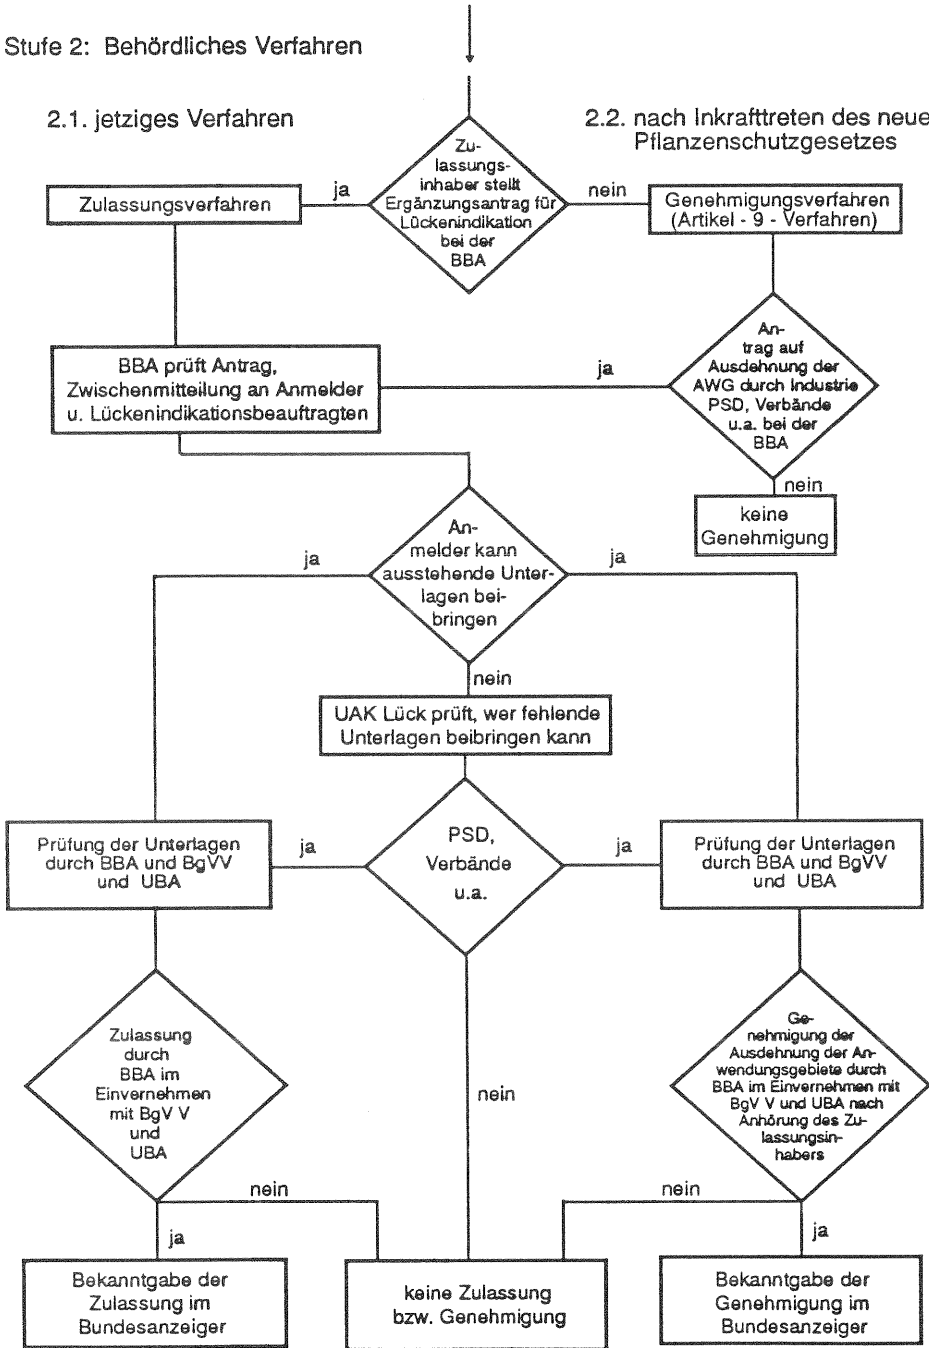 Stufe 2: Behördliches Verfahren
2.1. jetziges Verfahren
2.2. nach Inkrafttreten des neue
Pflanzenschutzgesetzes
Zu-
lassungs-
inhaber stellt
Ergänzungsantrag für
Lückenindikation
bei der
BBA
ja
nein
Zulassungsverfahren
Genehmigungsverfahren
(Artikel - 9 - Verfahren)
BBA prüft Antrag,
Zwischenmitteilung an Anmelder
u. Lückenindikationsbeauftragten
ja
An-
trag auf
Ausdehnung der
AWG durch Industrie
PSD, Verbände
u.a. bei der
BBA
nein
keine
Genehmigung
An-
melder kann
ausstehende Unter-
lagen bei-
bringen
ja
ja
nein
UAK Lück prüft, wer fehlende
Unterlagen beibringen kann
Prüfung der Unterlagen
durch BBA und BgVV
und UBA
ja
PSD,
Verbände
u.a.
ja
Prüfung der Unterlagen
durch BBA und BgVV
und UBA
Zulassung
durch
BBA im
Einvernehmen
mit BgV V
und
UBA
nein
Ge-
nehmigung der
Ausdehnung der An-
wendungsgebiete durch
BBA im Einvernehmen mit
BgV V und UBA nach
Anhörung des Zu-
lassungsin-
habers
nein
nein
ja
ja
Bekanntgabe der
Zulassung im
Bundesanzeiger
keine Zulassung
bzw. Genehmigung
Bekanntgabe der
Genehmigung im
Bundesanzeiger